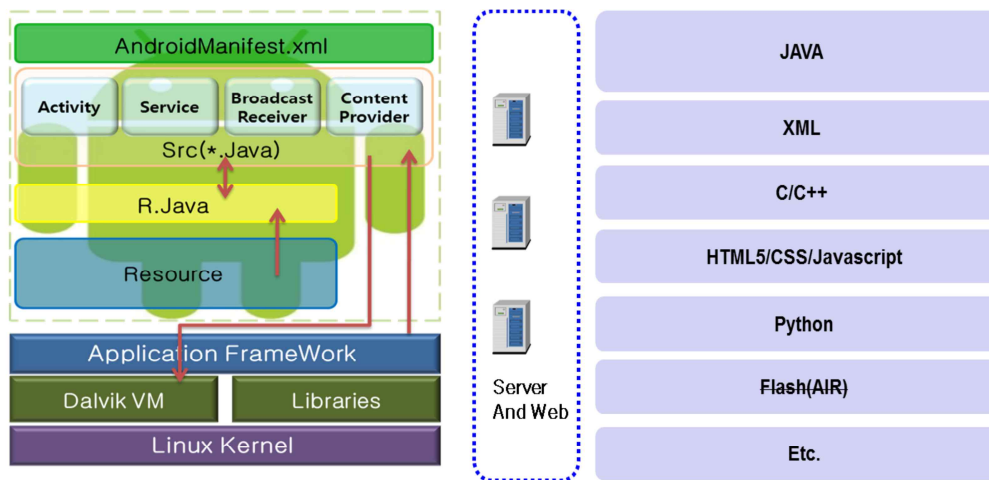 AndroidManifest.xml
Activity
Service
Broadcast
Receiver
Content
Provider
Src(*.Java)
R.Java
Resource
Application FrameWork
Dalvik VM
Libraries
Linux Kernel
Server
And Web
JAVA
XML
C/C++
HTML5/CSS/Javascript
Python
Flash(AIR)
Etc.